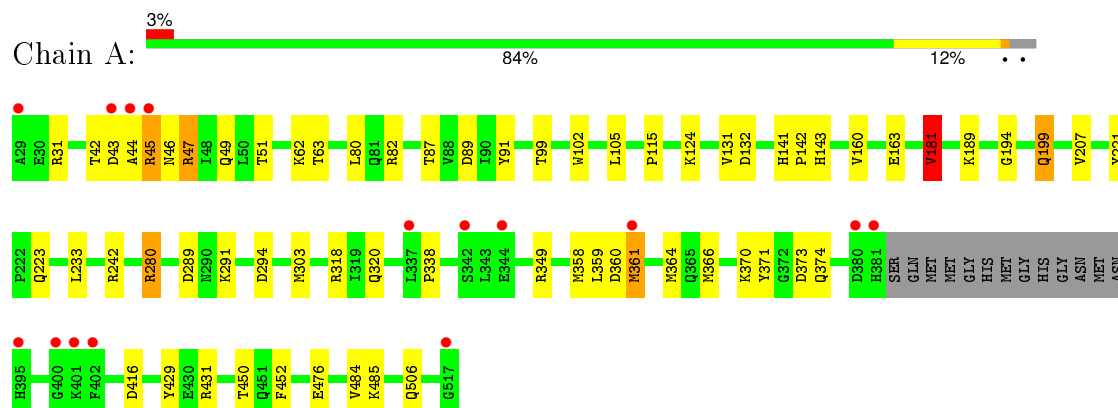 3%
Chain A:
84% 12% • •
A29 E30 R31 T42 D43 A44 R45 N46 R47 I48 Q49 L50 T51 K62 T63 L80 Q81 R82 T87 V88 D89 I90 Y91 T99 W102 L105 P115 K124 V131 D132 H141 P142 H143 V160 E163 V181 K189 G194 Q199 V207 Y221
P222 Q223 L233 R242 R280 D289 N290 K291 D294 M303 R318 I319 Q320 L337 P338 S342 L343 E344 R349 M358 L359 D360 M361 M364 Q365 M366 K370 Y371 G372 D373 Q374 D380 H381 SER GLN MET MET GLY HIS MET GLY HIS GLY ASN MET ASN
H395 G400 K401 F402 D416 Y429 E430 R431 T450 Q451 F452 E476 V484 K485 Q506 G517